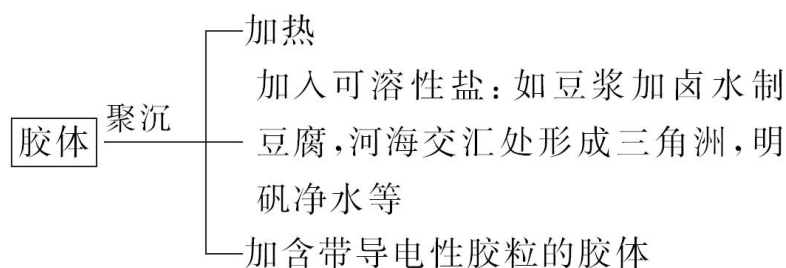 加热
加入可溶性盐:如豆浆加卤水制
胶体 聚沉 豆腐,河海交汇处形成三角洲,明
矾净水等
加含带导电性胶粒的胶体